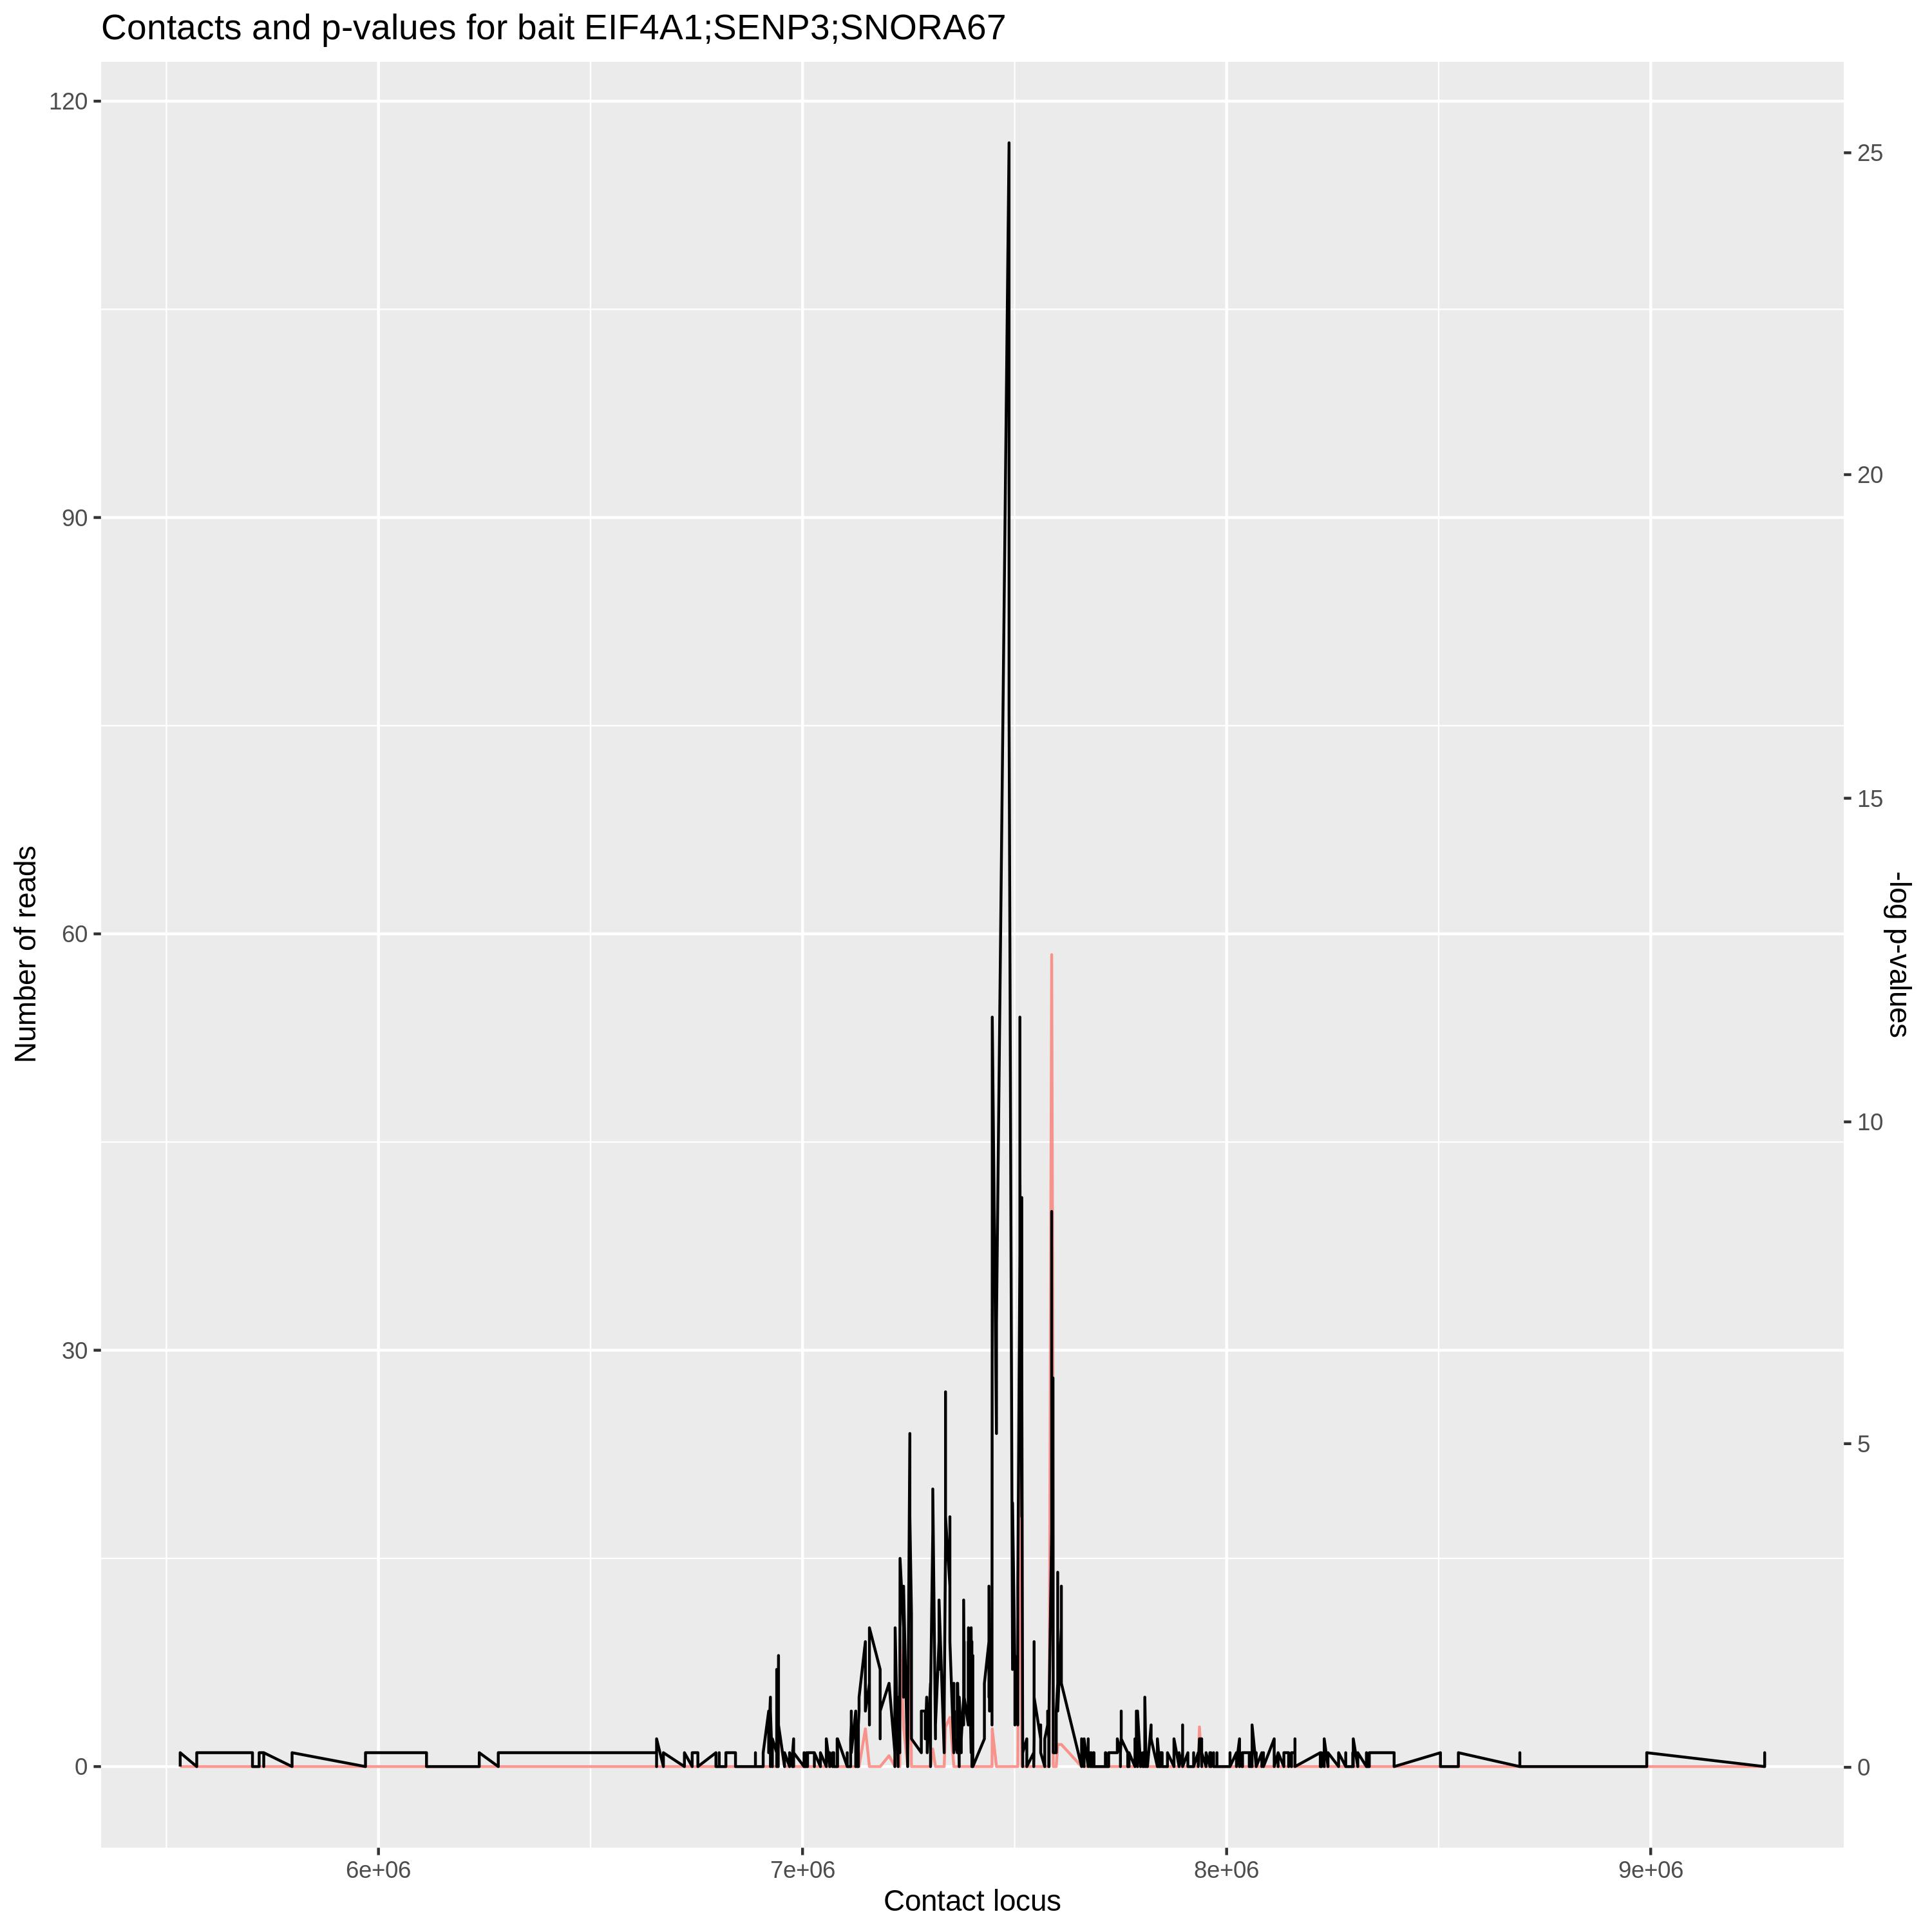 Contacts and p-values for bait EIF4A1;SENP3;SNORA67
120
90
60
30
0
Number of reads
25
20
15
10
5
0
-log p-values
6e+06
7e+06
8e+06
9e+06
Contact locus